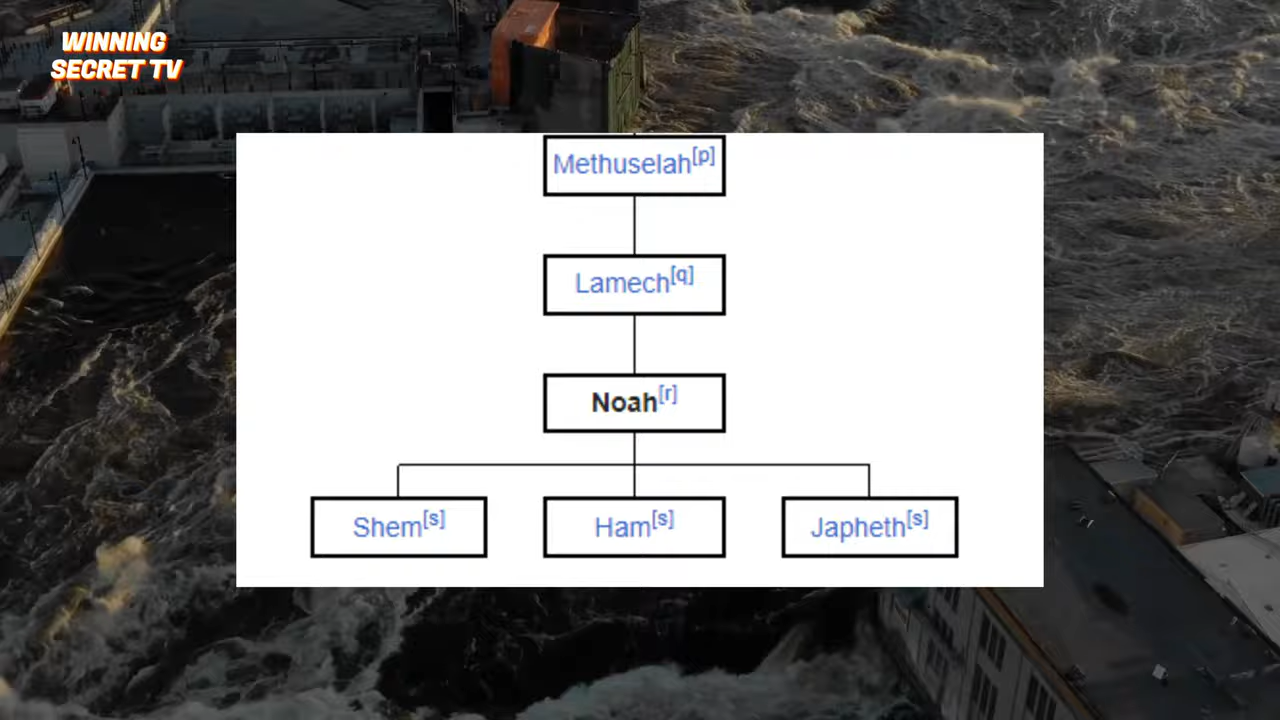 WINNING
SECRET TV
Methuselah[p]
Lamech[q]
Noah[r]
Shem[s] Ham[s] Japheth[s]